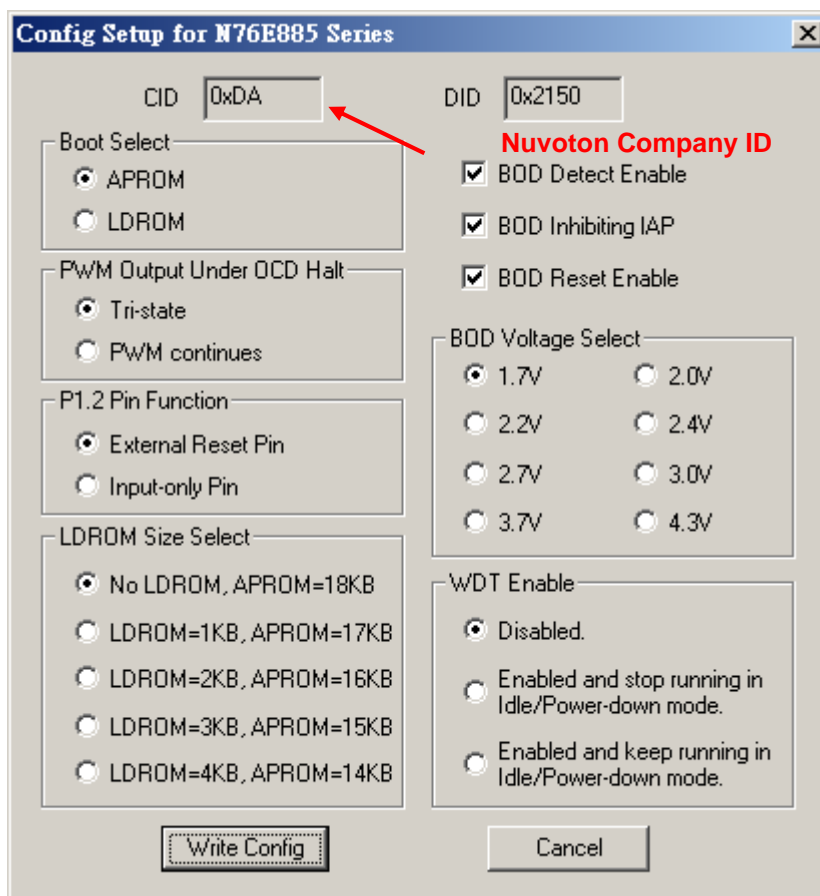 Config Setup for N76E885 Series
CID 0xDA
DID 0x2150
Nuvoton Company ID
Boot Select
APROM
LDROM
PWM Output Under OCD Halt
Tri-state
PWM continues
P1.2 Pin Function
External Reset Pin
Input-only Pin
LDROM Size Select
No LDROM, APROM=18KB
LDROM=1KB, APROM=17KB
LDROM=2KB, APROM=16KB
LDROM=3KB, APROM=15KB
LDROM=4KB, APROM=14KB
BOD Detect Enable
BOD Inhibiting IAP
BOD Reset Enable
BOD Voltage Select
1.7V 2.0V
2.2V 2.4V
2.7V 3.0V
3.7V 4.3V
WDT Enable
Disabled.
Enabled and stop running in
Idle/Power-down mode.
Enabled and keep running in
Idle/Power-down mode.
Write Config
Cancel